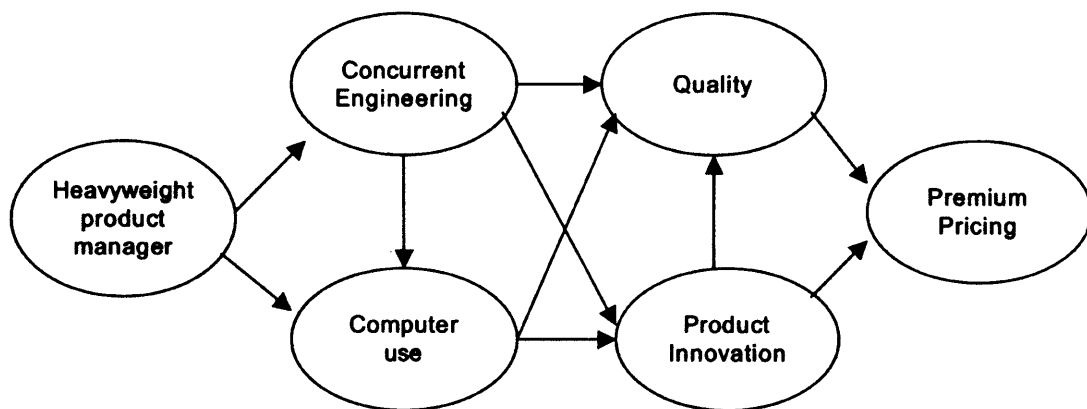 Concurrent
Engineering
Quality
Heavyweight
product
manager
Premium
Pricing
Computer
use
Product
Innovation